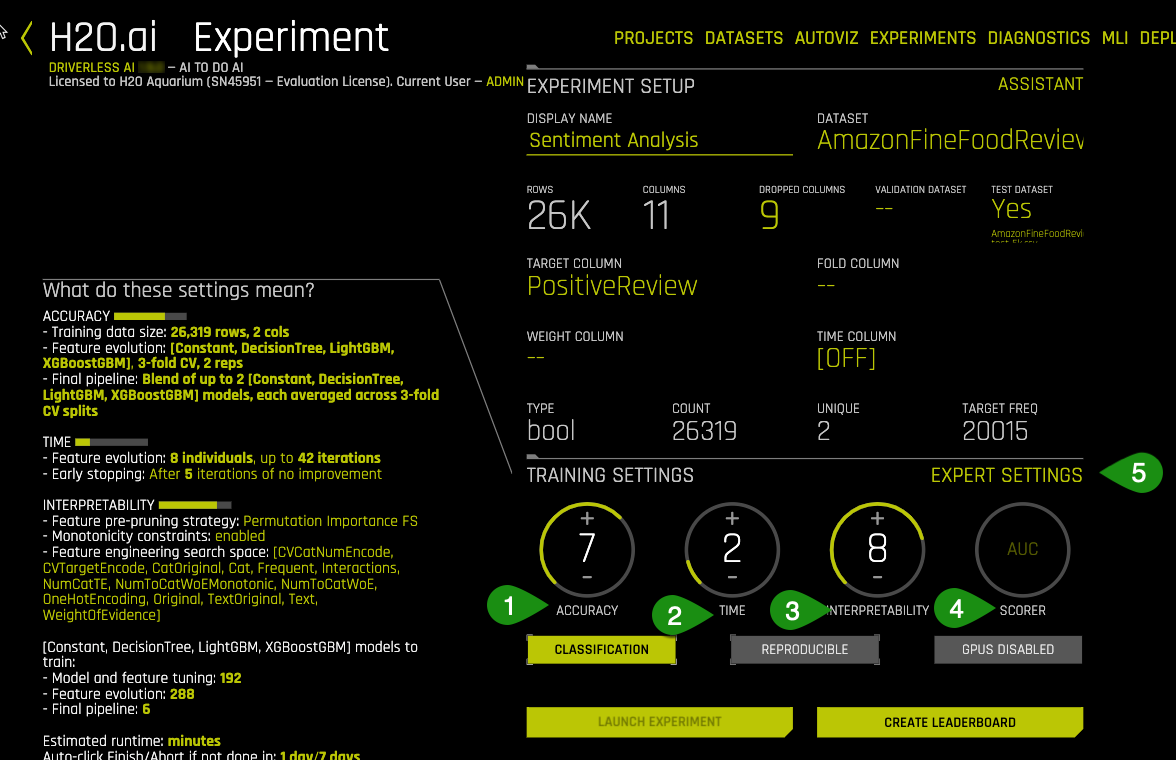 H2O.ai Experiment
PROJECTS DATASETS AUTOVIZ EXPERIMENTS DIAGNOSTICS MLI DEPL
DRIVERLESS AI — AI TO DO AI
Licensed to H2O Aquarium (SN45951 — Evaluation License). Current User — ADMIN
EXPERIMENT SETUP
ASSISTANT
DISPLAY NAME
Sentiment Analysis
DATASET
AmazonFineFoodReview
ROWS
26K
COLUMNS
11
DROPPED COLUMNS
9
VALIDATION DATASET
--
TEST DATASET
Yes
AmazonFineFoodRevi
TARGET COLUMN
PositiveReview
FOLD COLUMN
--
WEIGHT COLUMN
--
TIME COLUMN
[OFF]
TYPE
bool
COUNT
26319
UNIQUE
2
TARGET FREQ
20015
What do these settings mean?
ACCURACY
- Training data size: 26,319 rows, 2 cols
- Feature evolution: [Constant, DecisionTree, LightGBM,
XGBoostGBM], 3-fold CV, 2 reps
- Final pipeline: Blend of up to 2 [Constant, DecisionTree,
LightGBM, XGBoostGBM] models, each averaged across 3-fold
CV splits
TIME
- Feature evolution: 8 individuals, up to 42 iterations
- Early stopping: After 5 iterations of no improvement
INTERPRETABILITY
- Feature pre-pruning strategy: Permutation Importance FS
- Monotonicity constraints: enabled
- Feature engineering search space: [CVCatNumEncode,
CVTargetEncode, CatOriginal, Cat, Frequent, Interactions,
NumCatTE, NumToCatWoEMonotonic, NumToCatWoE,
OneHotEncoding, Original, TextOriginal, Text,
WeightOfEvidence]
[Constant, DecisionTree, LightGBM, XGBoostGBM] models to
train:
- Model and feature tuning: 192
- Feature evolution: 288
- Final pipeline: 6
Estimated runtime: minutes
Auto-click Finish/Abort if not done in: 1 day/7 days
TRAINING SETTINGS
EXPERT SETTINGS
5
+
7
-
1
ACCURACY
+
2
-
2
TIME
+
8
-
3
INTERPRETABILITY
AUC
4
SCORER
CLASSIFICATION
REPRODUCIBLE
GPUS DISABLED
LAUNCH EXPERIMENT
CREATE LEADERBOARD